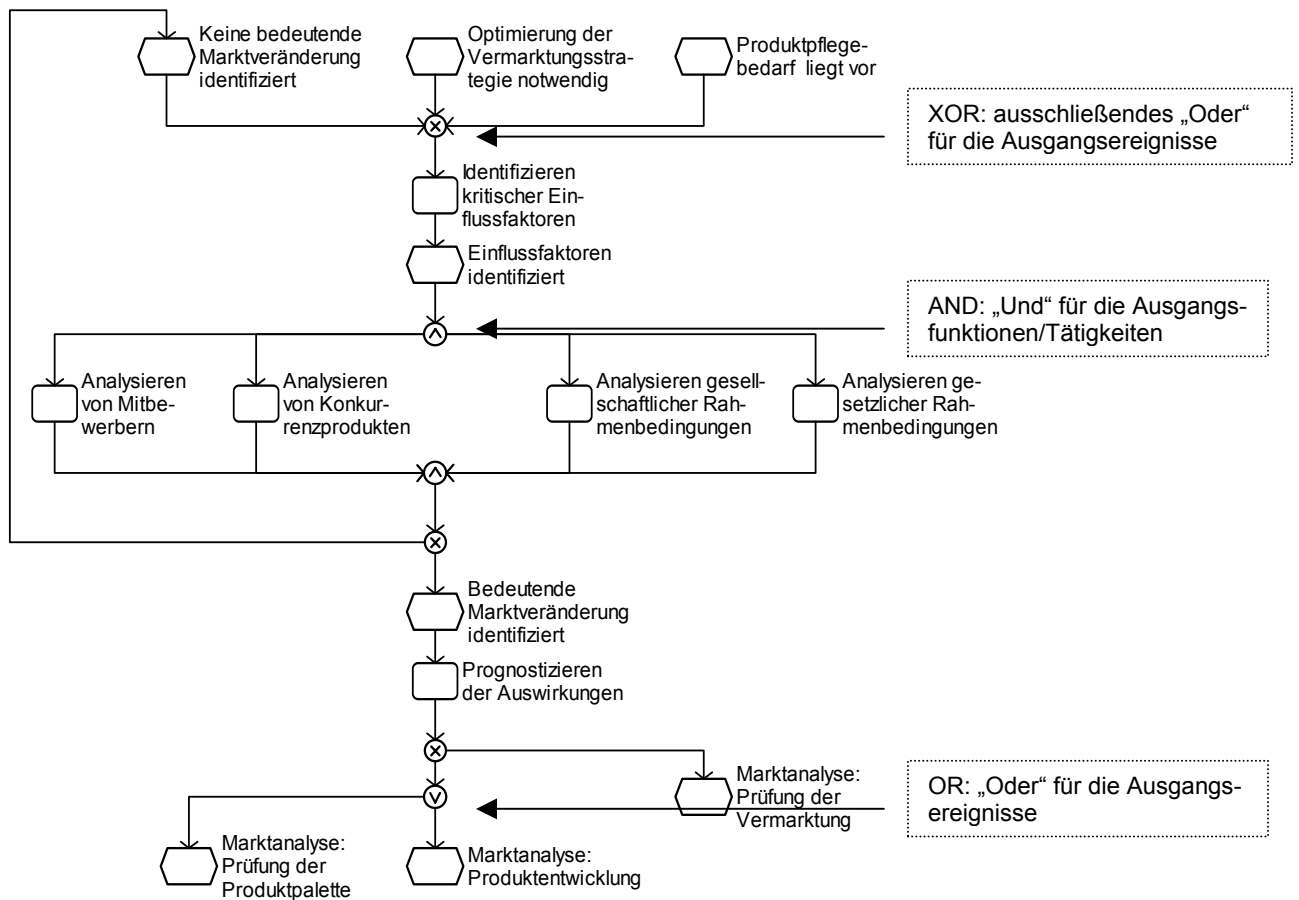 Keine bedeutende
Marktveränderung
identifiziert
Optimierung der
Vermarktungsstra-
tegie notwendig
Produktpflege-
bedarf liegt vor
XOR: ausschließendes „Oder“
für die Ausgangsereignisse
Identifizieren
kritischer Ein-
flussfaktoren
Einflussfaktoren
identifiziert
AND: „Und“ für die Ausgangs-
funktionen/Tätigkeiten
Analysieren
von Mitbe-
werbern
Analysieren
von Konkur-
renzprodukten
Analysieren gesell-
schaftlicher Rah-
menbedingungen
Analysieren ge-
setzlicher Rah-
menbedingungen
Bedeutende
Marktveränderung
identifiziert
Prognostizieren
der Auswirkungen
Marktanalyse:
Prüfung der
Vermarktung
OR: „Oder“ für die Ausgangs-
ereignisse
Marktanalyse:
Prüfung der
Produktpalette
Marktanalyse:
Produktentwicklung